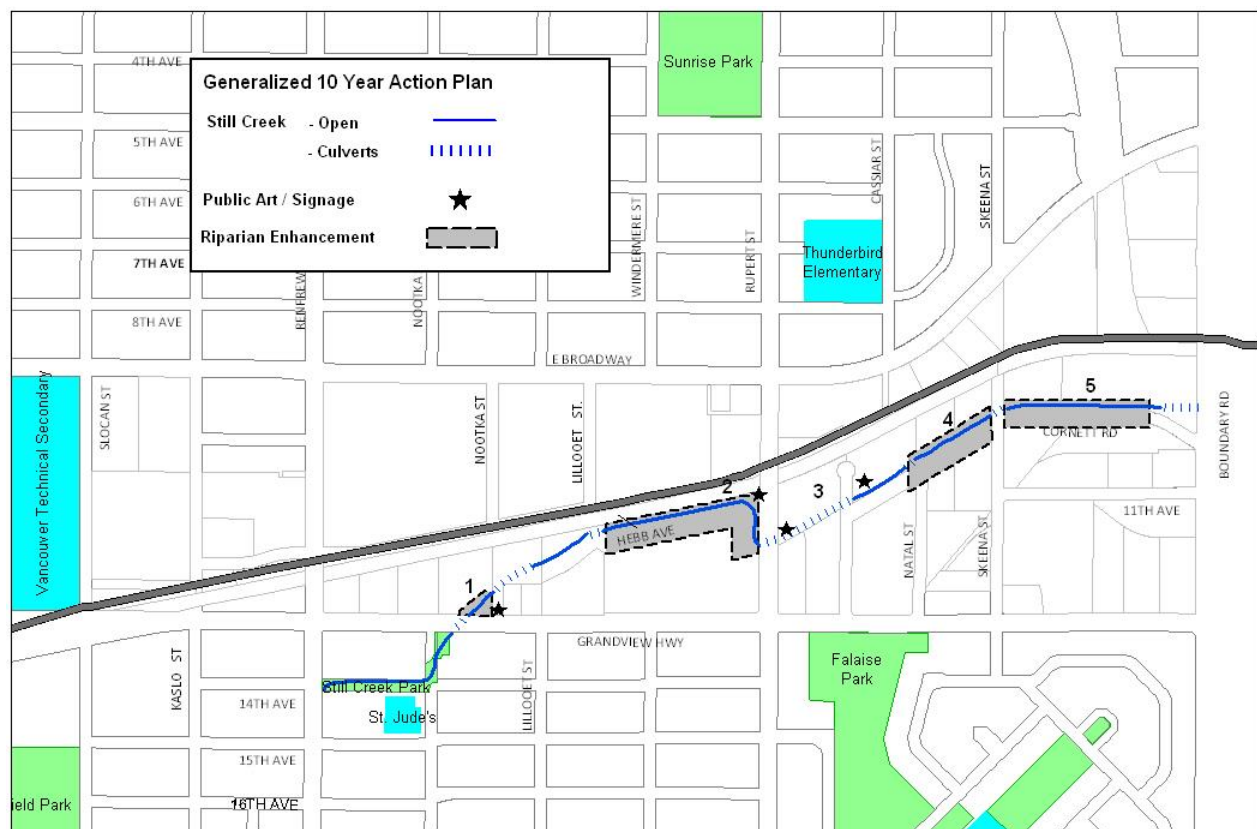 Sunrise Park
4TH AVE
Generalized 10 Year Action Plan
Still Creek - Open
- Culverts
Public Art / Signage
Riparian Enhancement
5TH AVE
6TH AVE
7TH AVE
8TH AVE
RENFREW
NOOTKA
WINDERMERE ST
RUPERT ST
CASSIAR ST
SKEENA ST
Thunderbird
Elementary
E BROADWAY
Vancouver Technical Secondary
SLOCAN ST
NOOTKA ST
LILLOOET ST.
5
4
CORNETT RD
BOUNDARY RD
2
3
11TH AVE
HEBB AVE
NATAL ST
SKEENA ST
1
GRANDVIEW HWY
KASLO ST
Still Creek Park
14TH AVE
St. Jude's
LILLOOET ST
Falaise
Park
15TH AVE
16TH AVE
ield Park